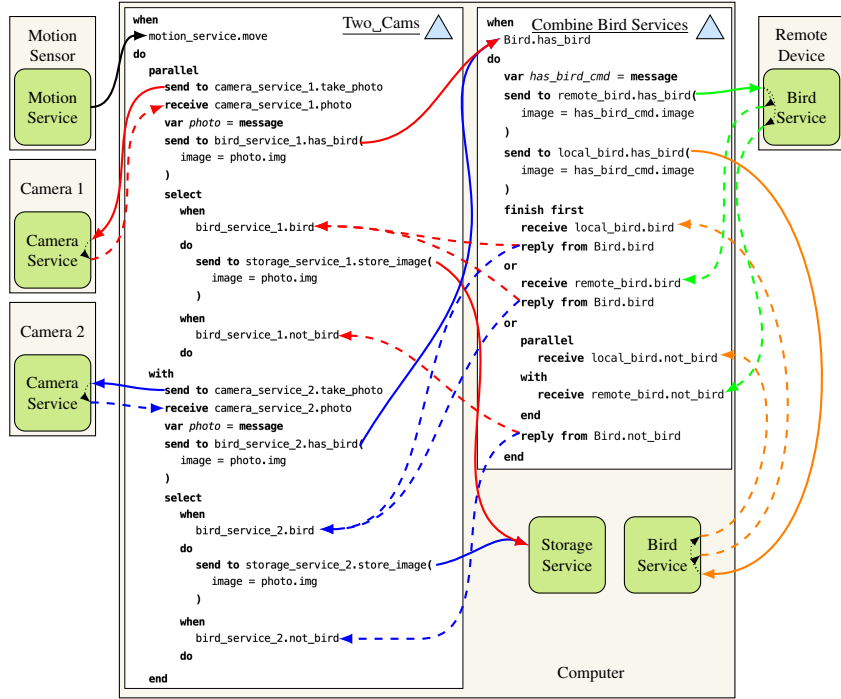 Motion
Sensor
Motion
Service
Camera 1
Camera
Service
Camera 2
Camera
Service
Two_Cams
when
motion_service.move
do
parallel
send to camera_service_1.take_photo
receive camera_service_1.photo
var photo = message
send to bird_service_1.has_bird(
image = photo.img
)
select
when
bird_service_1.bird
do
send to storage_service_1.store_image(
image = photo.img
)
when
bird_service_1.not_bird
do
with
send to camera_service_2.take_photo
receive camera_service_2.photo
var photo = message
send to bird_service_2.has_bird(
image = photo.img
)
select
when
bird_service_2.bird
do
send to storage_service_2.store_image(
image = photo.img
)
when
bird_service_2.not_bird
do
end
Combine Bird Services
when
Bird.has_bird
do
var has_bird_cmd = message
send to remote_bird.has_bird(
image = has_bird_cmd.image
)
send to local_bird.has_bird(
image = has_bird_cmd.image
)
finish first
receive local_bird.bird
reply from Bird.bird
or
receive remote_bird.bird
reply from Bird.bird
or
parallel
receive local_bird.not_bird
with
receive remote_bird.not_bird
end
reply from Bird.not_bird
end
Storage
Service
Bird
Service
Computer
Remote
Device
Bird
Service